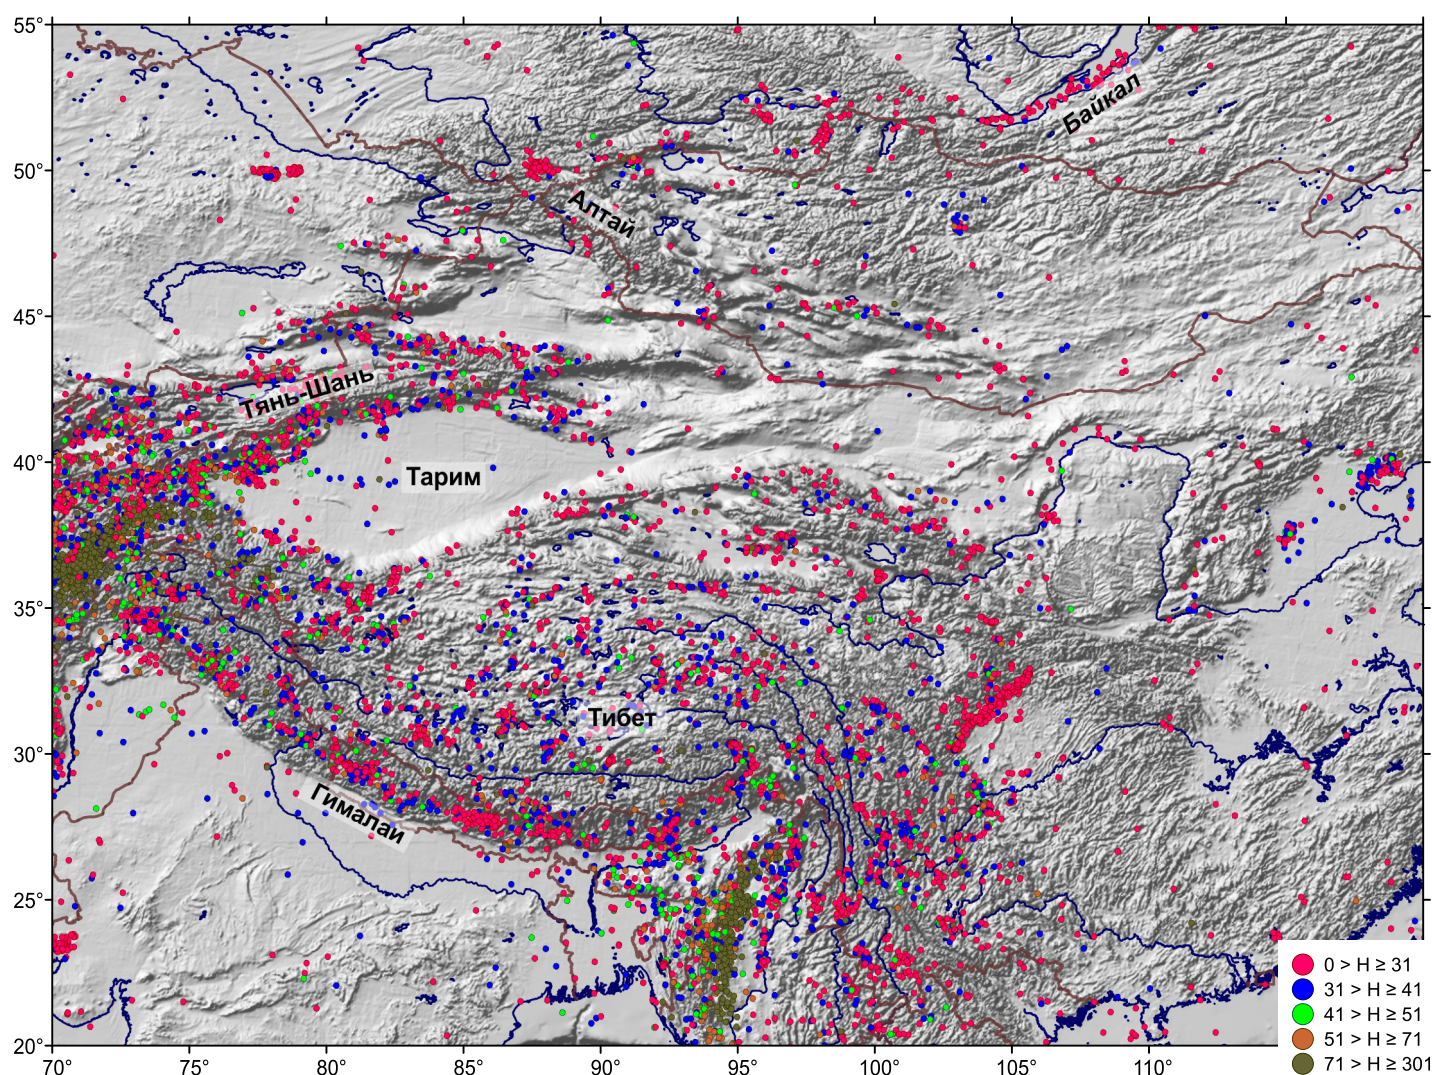 55°
50°
45°
40°
35°
30°
25°
20°
Байкал
Алтай
Тянь-Шань
Тарим
Тибет
Гималаи
0 > H ≥ 31
31 > H ≥ 41
41 > H ≥ 51
51 > H ≥ 71
71 > H ≥ 301
70 75 80 85 90 95 100 105 110